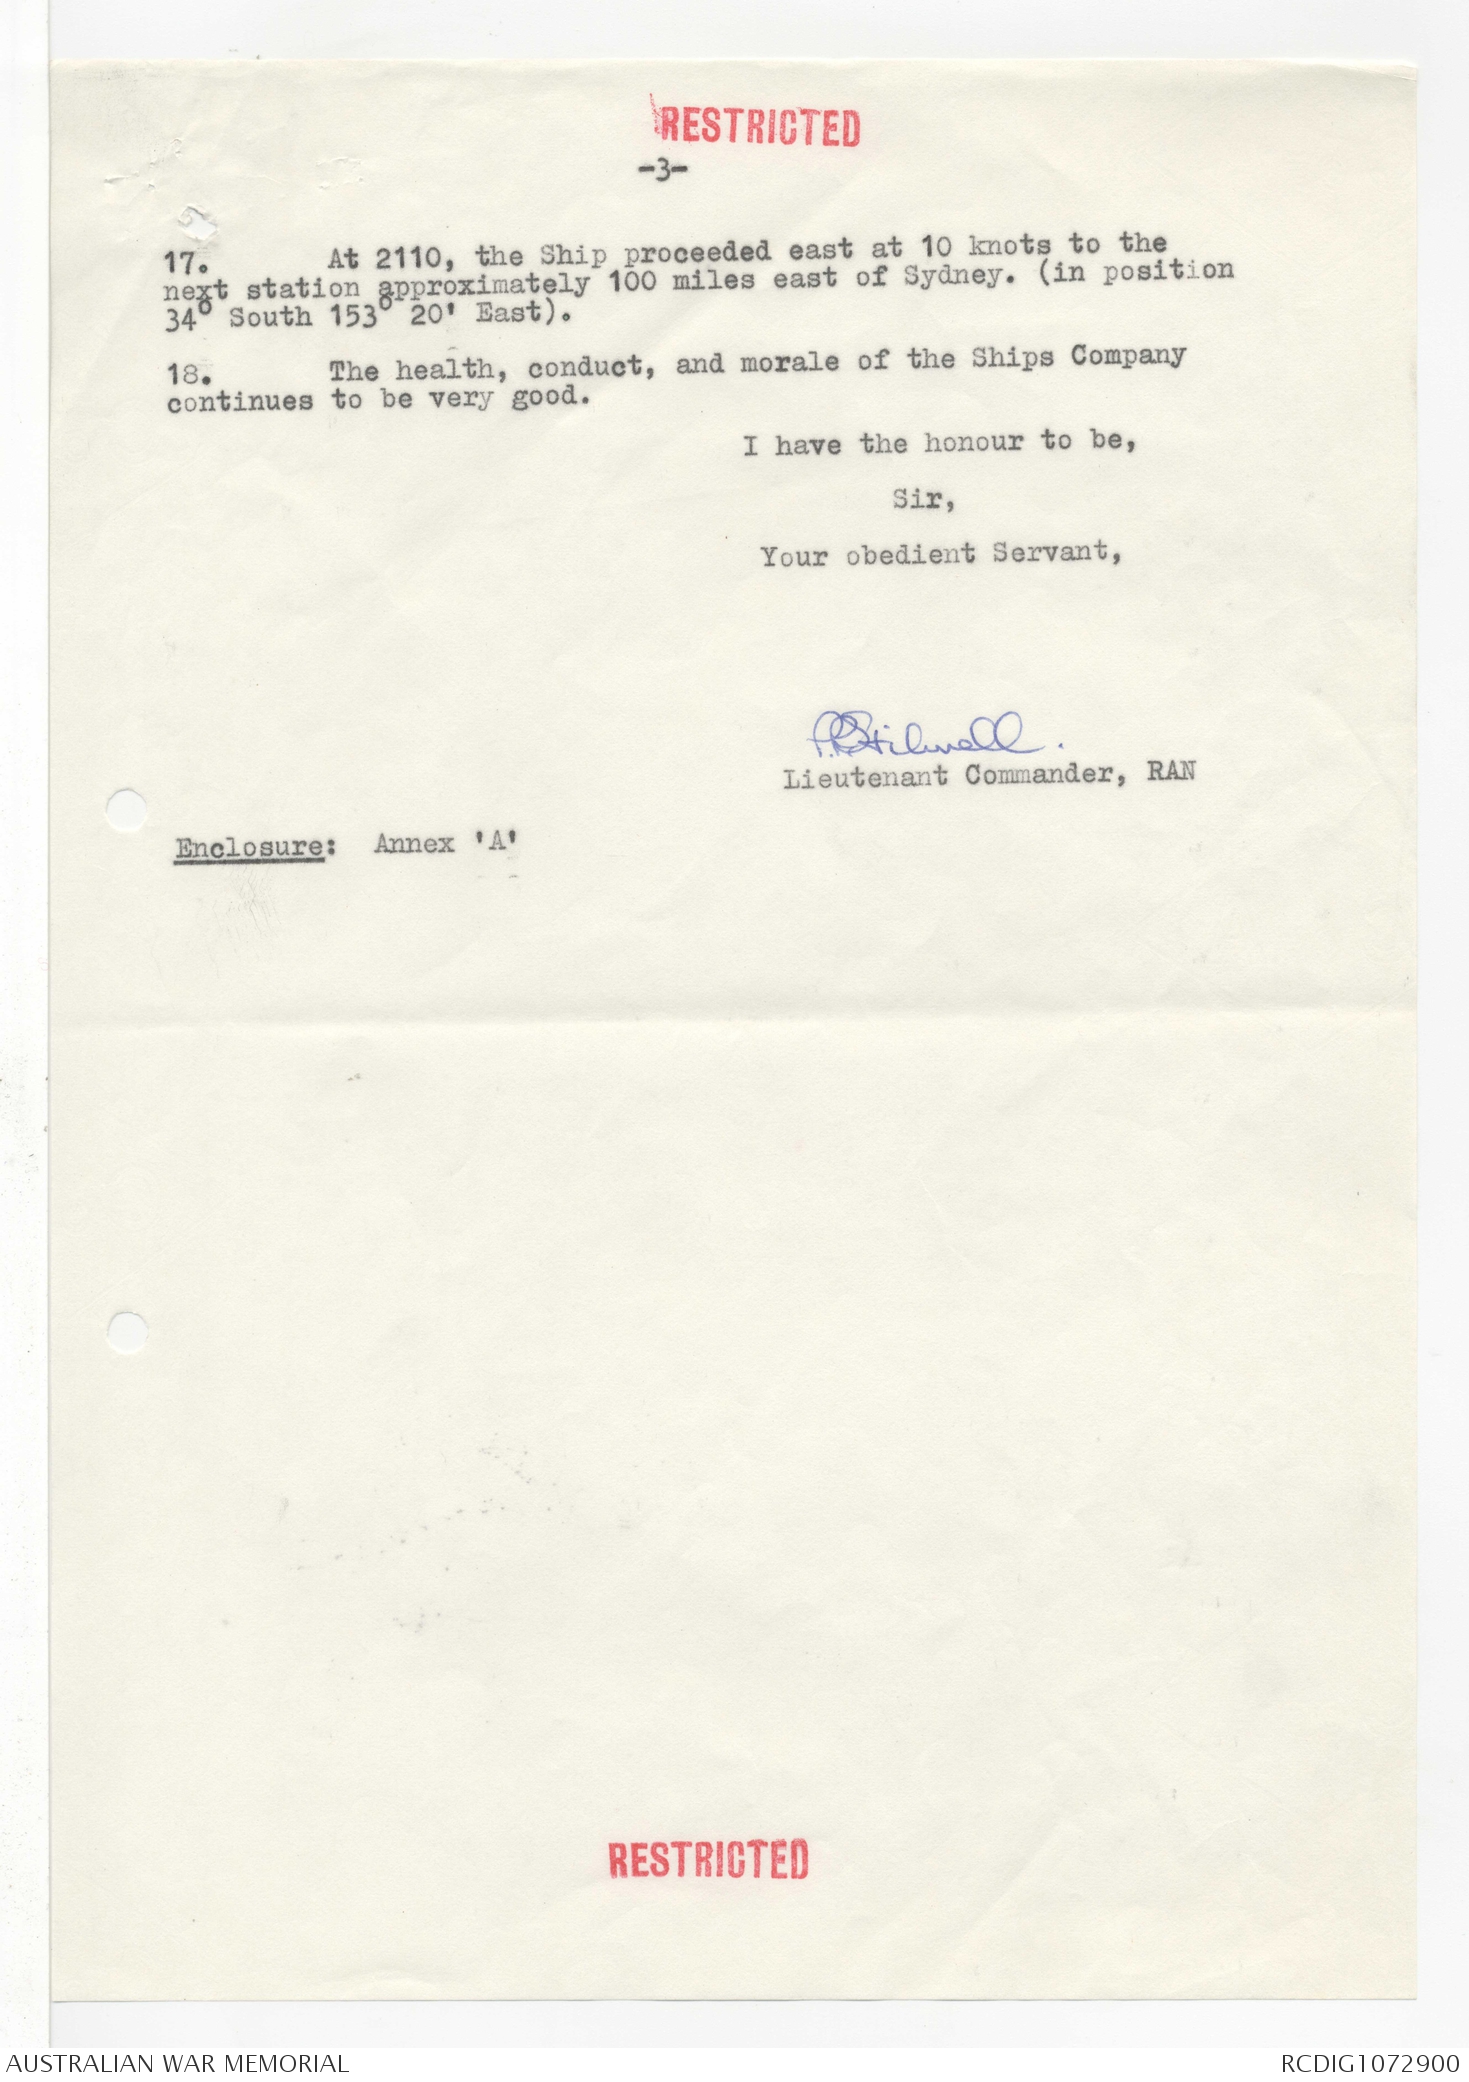 RESTRICTED
-3-
17. At 2110, the Ship proceeded east at 10 knots to the
next station approximately 100 miles east of Sydney. (in position
34° South 153° 20' East).
18. The health, conduct, and morale of the Ships Company
continues to be very good.
I have the honour to be,
Sir,
Your obedient Servant,
Stilwell.
Lieutenant Commander, RAN
Enclosure: Annex 'A'
RESTRICTED
AUSTRALIAN WAR MEMORIAL
RCDIG1072900